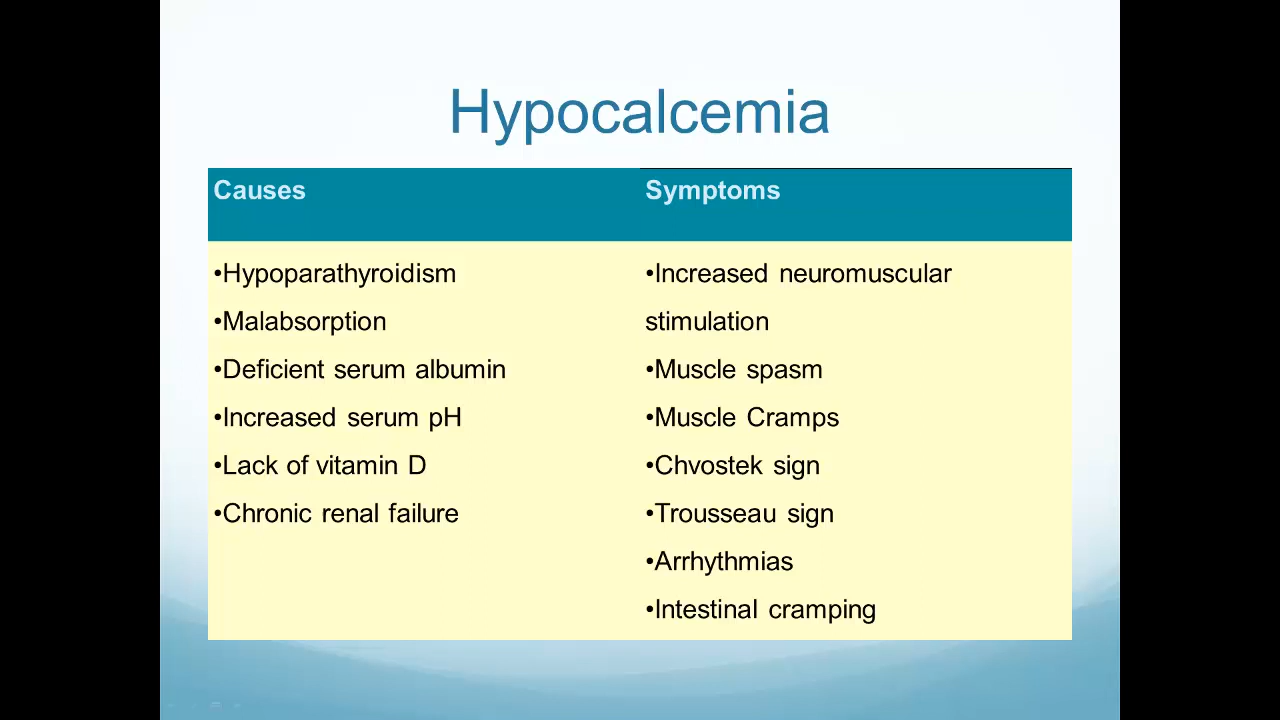 Hypocalcemia
Causes
•Hypoparathyroidism
•Malabsorption
•Deficient serum albumin
•Increased serum pH
•Lack of vitamin D
•Chronic renal failure
Symptoms
•Increased neuromuscular
stimulation
•Muscle spasm
•Muscle Cramps
•Chvostek sign
•Trousseau sign
•Arrhythmias
•Intestinal cramping